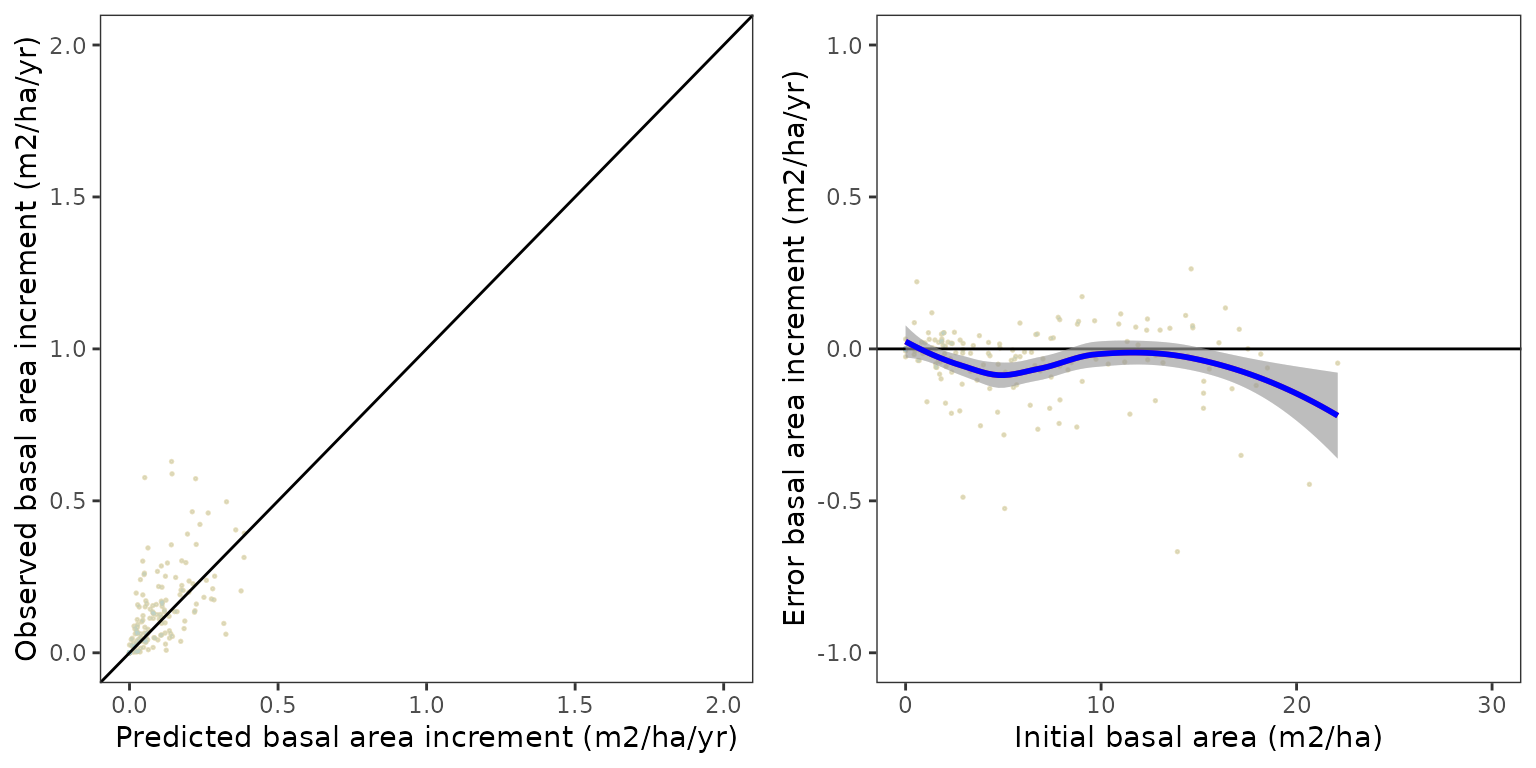 Observed basal area increment (m2/ha/yr)
2.0
1.5
1.0
0.5
0.0
0.0 0.5 1.0 1.5 2.0
Predicted basal area increment (m2/ha/yr)
Error basal area increment (m2/ha/yr)
1.0
0.5
0.0
-0.5
-1.0
0 10 20 30
Initial basal area (m2/ha)